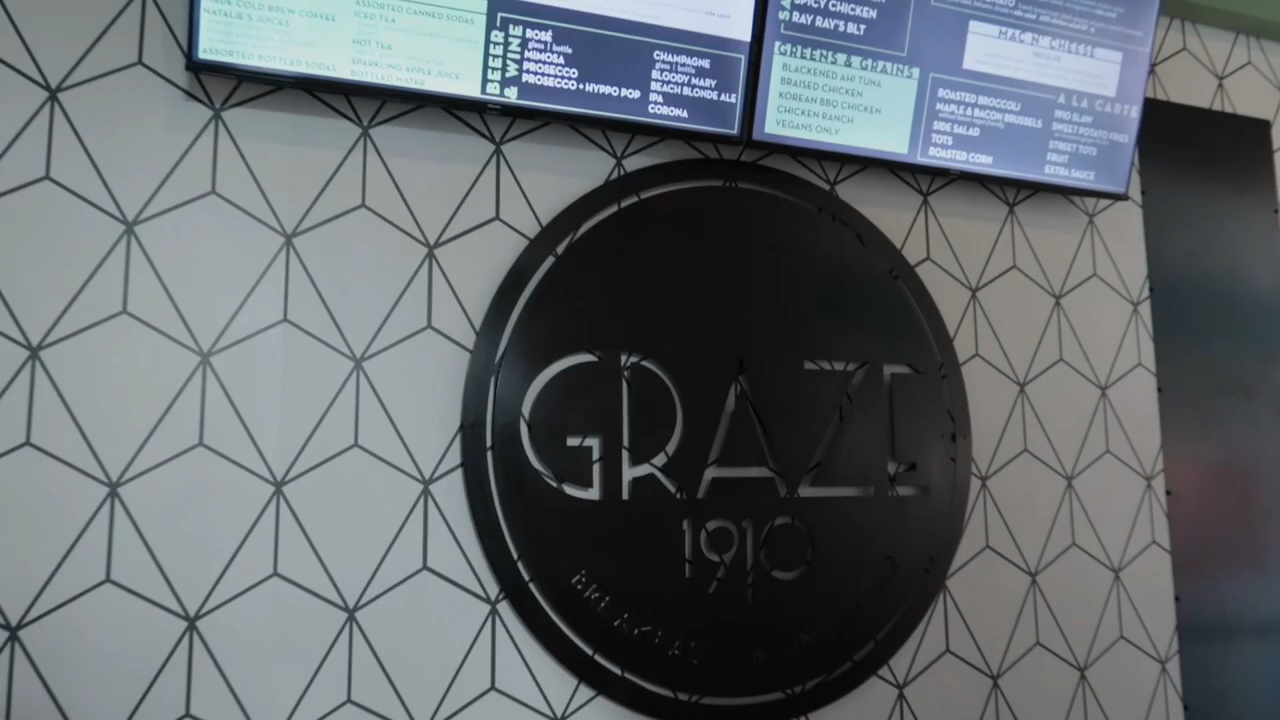 COLD BREW COFFEE
NATALIE'S JUICES
ASSORTED BOTTLED SODAS
ASSORTED CANNED SODAS
ICED TEA
HOT TEA
SPARKLING APPLE JUICE
BOTTLED WATER
BEER
& WINE
ROSÉ
glass | bottle
MIMOSA
PROSECCO
PROSECCO + HYPPO POP
CHAMPAGNE
glass | bottle
BLOODY MARY
BEACH BLONDE ALE
IPA
CORONA
SPICY CHICKEN
RAY RAY'S BLT
GREENS & GRAINS
BLACKENED AHI TUNA
BRAISED CHICKEN
KOREAN BBQ CHICKEN
CHICKEN RANCH
VEGANS ONLY
MAC N' CHEESE
A LA CARTE
ROASTED BROCCOLI
MAPLE & BACON BRUSSELS
SIDE SALAD
TOTS
ROASTED CORN
1910 SLAW
SWEET POTATO FRIES
STREET TOTS
FRUIT
EXTRA SAUCE
GRAZE
1910